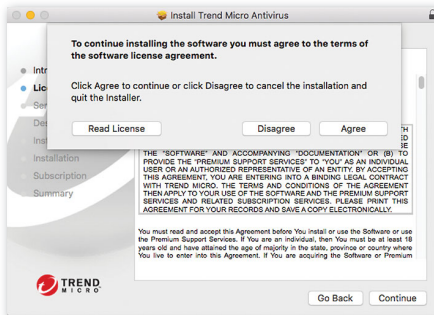 Install Trend Micro Antivirus
To continue installing the software you must agree to the terms of
the software license agreement.
Click Agree to continue or click Disagree to cancel the installation and
quit the Installer.
Read License
Disagree
Agree
Intr
Lic
Ser
Des
Inst
Installation
Subscription
Summary
THE "SOFTWARE" AND ACCOMPANYING "DOCUMENTATION" OR (B) TO
PROVIDE THE "PREMIUM SUPPORT SERVICES" TO "YOU" AS AN INDIVIDUAL
USER OR AN AUTHORIZED REPRESENTATIVE OF AN ENTITY. BY ACCEPTING
THIS AGREEMENT, YOU ARE ENTERING INTO A BINDING LEGAL CONTRACT
WITH TREND MICRO. THE TERMS AND CONDITIONS OF THE AGREEMENT
THEN APPLY TO YOUR USE OF THE SOFTWARE AND THE PREMIUM SUPPORT
SERVICES AND RELATED SUBSCRIPTION SERVICES. PLEASE PRINT THIS
AGREEMENT FOR YOUR RECORDS AND SAVE A COPY ELECTRONICALLY.
You must read and accept this Agreement before You install or use the Software or use
the Premium Support Services. If You are an individual, then You must be at least 18
years old and have attained the age of majority in the state, province or country where
You live to enter into this Agreement. If You are acquiring the Software or Premium
TREND
MICRO
Go Back
Continue